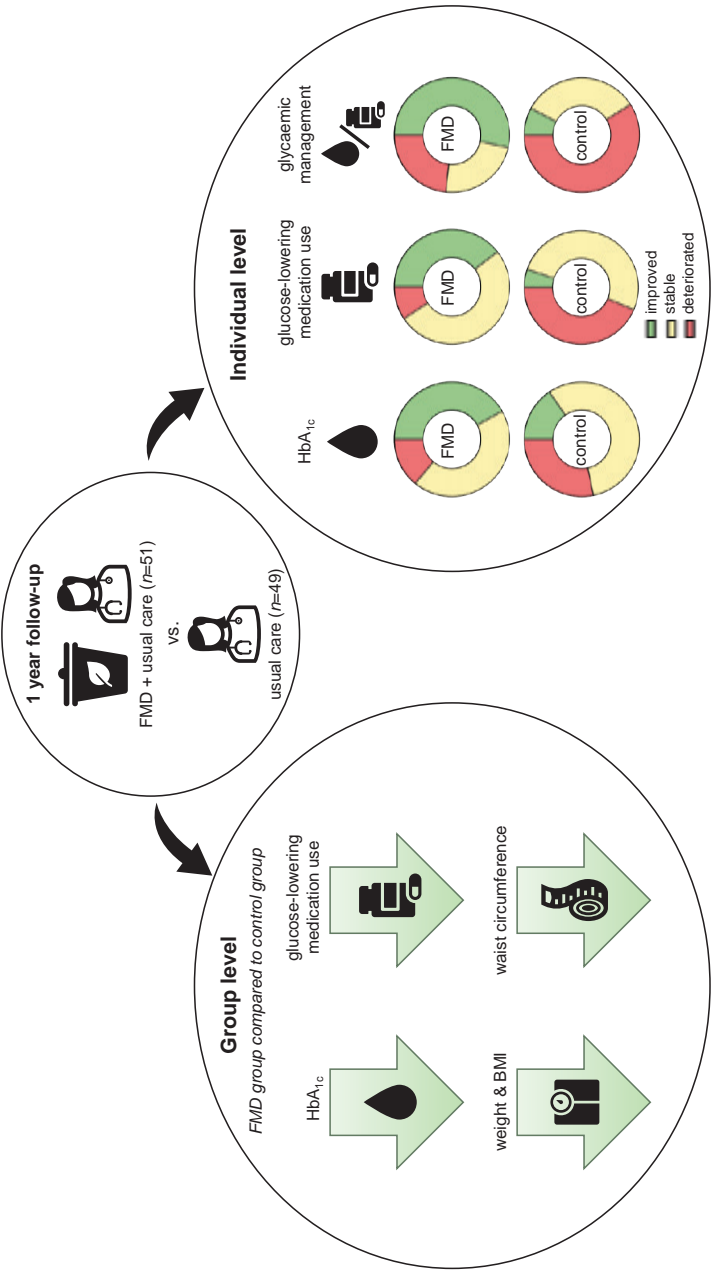 1 year follow-up
FMD + usual care (n=51)
vs.
usual care (n=49)
Group level
FMD group compared to control group
HbA1c
glucose-lowering
medication use
weight & BMI
waist circumference
Individual level
HbA1c
glucose-lowering
medication use
glycaemic
management
FMD
FMD
FMD
control
control
control
improved
stable
deteriorated